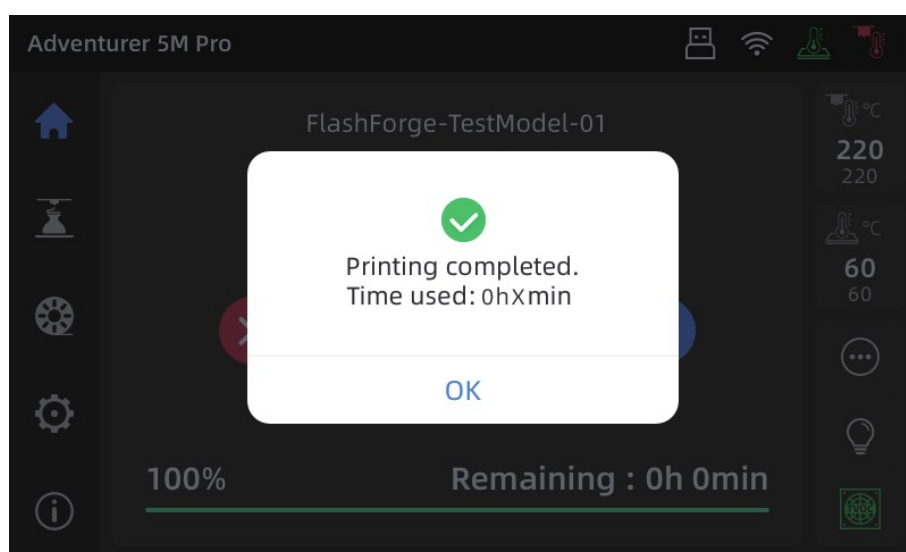 Adventurer 5M Pro
FlashForge-TestModel-01
°C
220
220
°C
60
60
Printing completed.
Time used: 0hXmin
OK
100%
Remaining : 0h 0min
TVOC